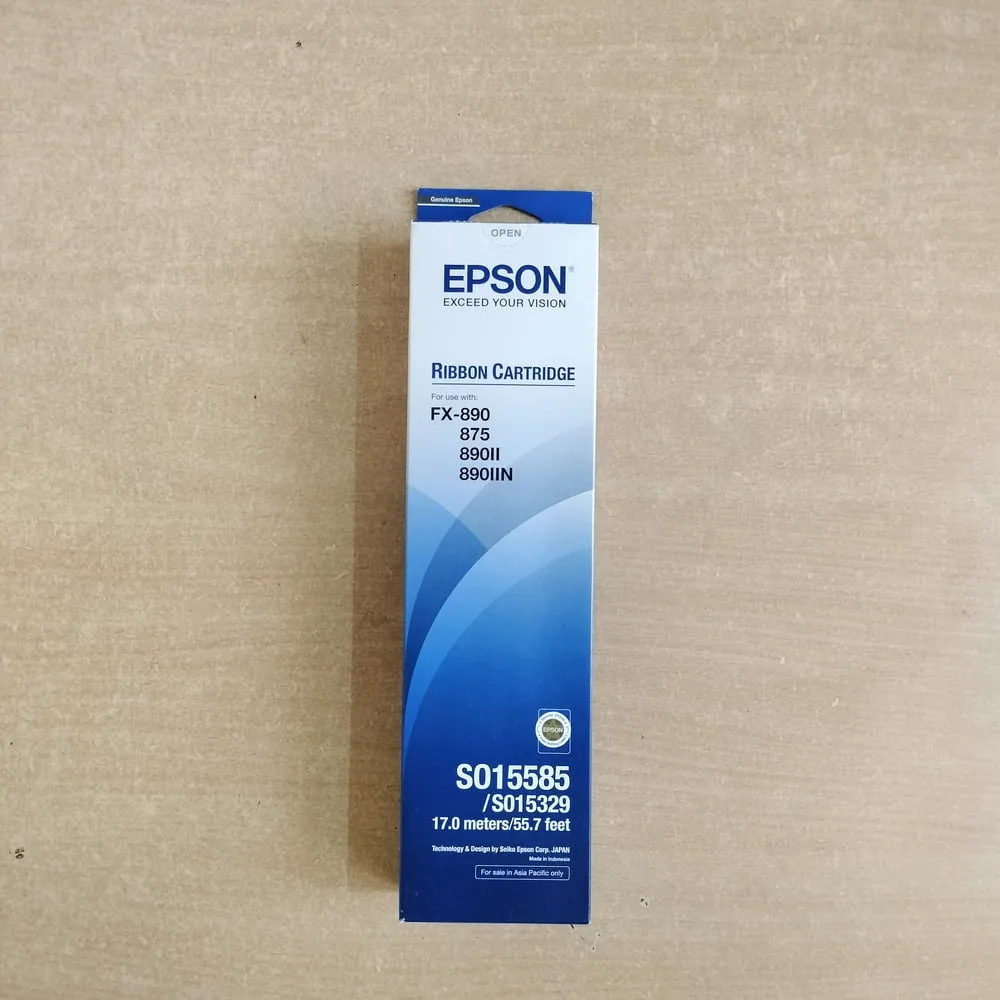 Genuine Epson
OPEN
EPSON®
EXCEED YOUR VISION
RIBBON CARTRIDGE
For use with:
FX-890
875
890II
890IIN
EPSON
S015585
/S015329
17.0 meters/55.7 feet
Technology & Design by Seiko Epson Corp. JAPAN
Made in Indonesia
For sale in Asia Pacific only